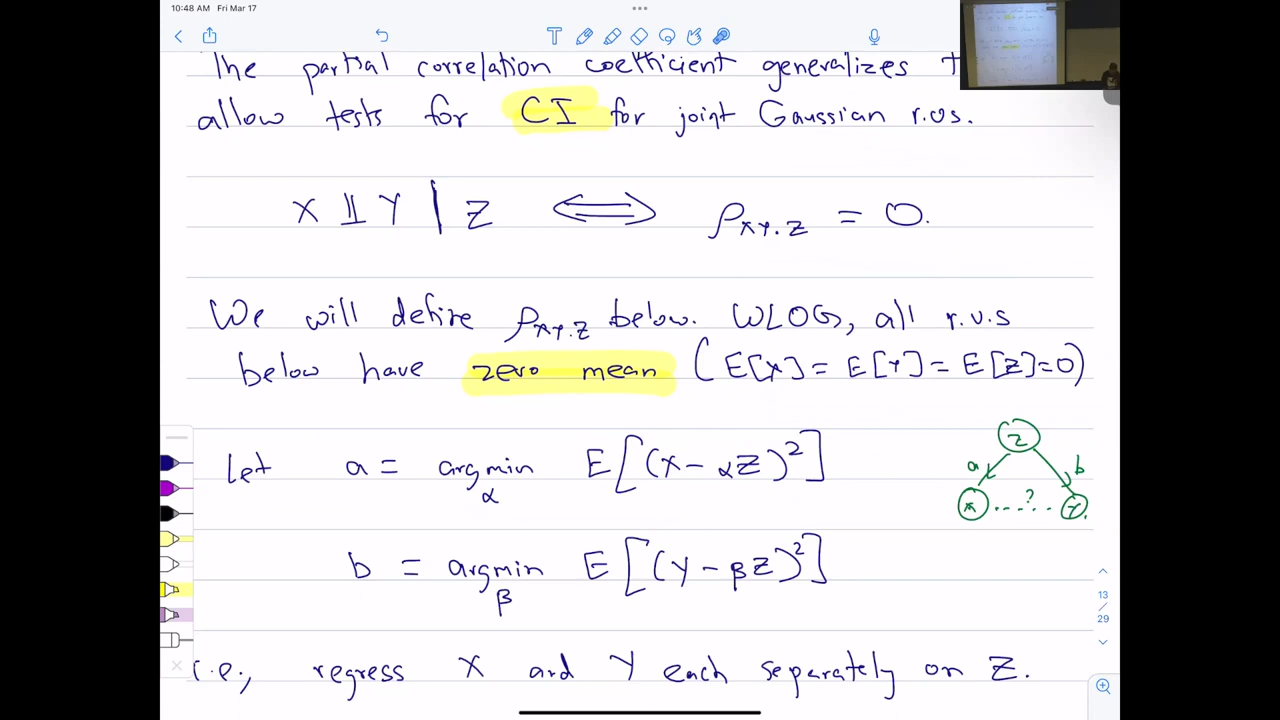 10:48 AM Fri Mar 17
The partial correlation coefficient generalizes t
allow tests for CI for joint Gaussian r.vs.
X ⫫ Y | Z ⟺ ρXY.Z = 0.
We will define ρXY.Z below. WLOG, all r.v.s
below have zero mean (E[X] = E[Y] = E[Z] = 0)
Z
Let a = argmin α E[(X - αZ)²]
a b
X ...?... Y
b = argmin β E[(Y - βZ)²]
13
/
29
i.e., regress X and Y each separately on Z.